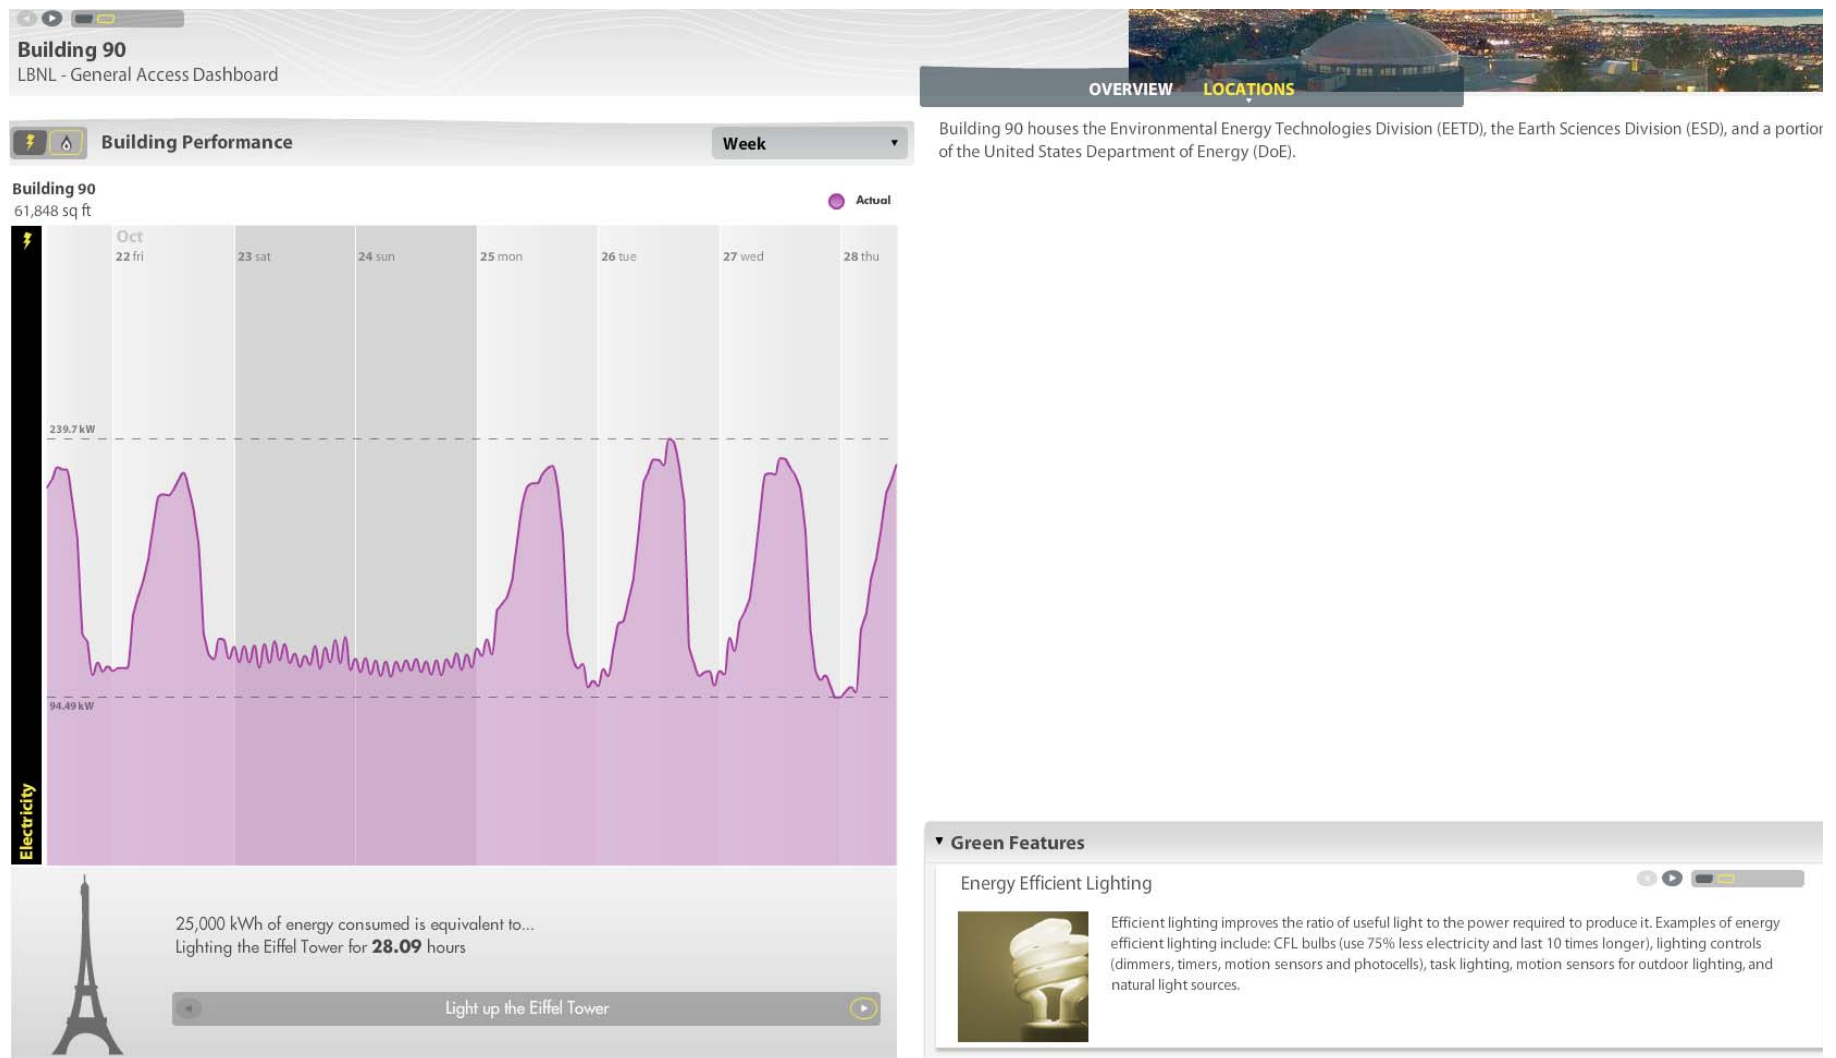 Building 90
LBNL - General Access Dashboard
OVERVIEW LOCATIONS
Building Performance
Week
Building 90
61,848 sq ft
Actual
Oct
22 fri
23 sat
24 sun
25 mon
26 tue
27 wed
28 thu
239.7 kW
94.49 kW
Electricity
25,000 kWh of energy consumed is equivalent to...
Lighting the Eiffel Tower for 28.09 hours
Light up the Eiffel Tower
Building 90 houses the Environmental Energy Technologies Division (EETD), the Earth Sciences Division (ESD), and a portion
of the United States Department of Energy (DoE).
Green Features
Energy Efficient Lighting
Efficient lighting improves the ratio of useful light to the power required to produce it. Examples of energy
efficient lighting include: CFL bulbs (use 75% less electricity and last 10 times longer), lighting controls
(dimmers, timers, motion sensors and photocells), task lighting, motion sensors for outdoor lighting, and
natural light sources.